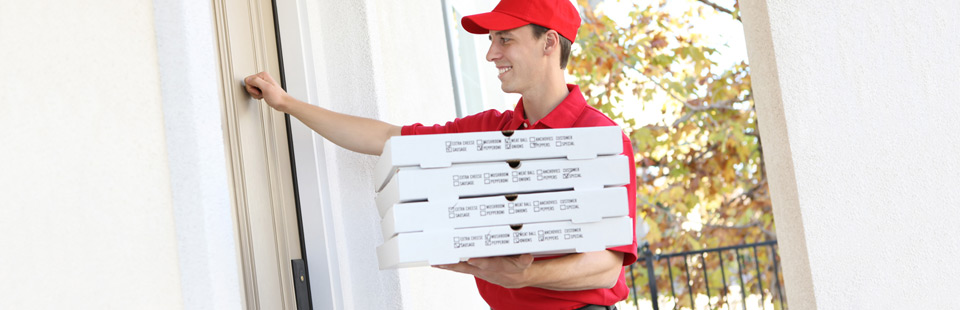 EXTRA CHEESE MUSHROOM MEAT BALL ANCHOVIES CUSTOMER
SAUSAGE PEPPERONI ONIONS PEPPERS SPECIAL
EXTRA CHEESE MUSHROOM MEAT BALL ANCHOVIES CUSTOMER
SAUSAGE PEPPERONI ONIONS PEPPERS SPECIAL
EXTRA CHEESE MUSHROOM MEAT BALL ANCHOVIES CUSTOMER
SAUSAGE PEPPERONI ONIONS PEPPERS SPECIAL
EXTRA CHEESE MUSHROOM MEAT BALL ANCHOVIES CUSTOMER
SAUSAGE PEPPERONI ONIONS PEPPERS SPECIAL